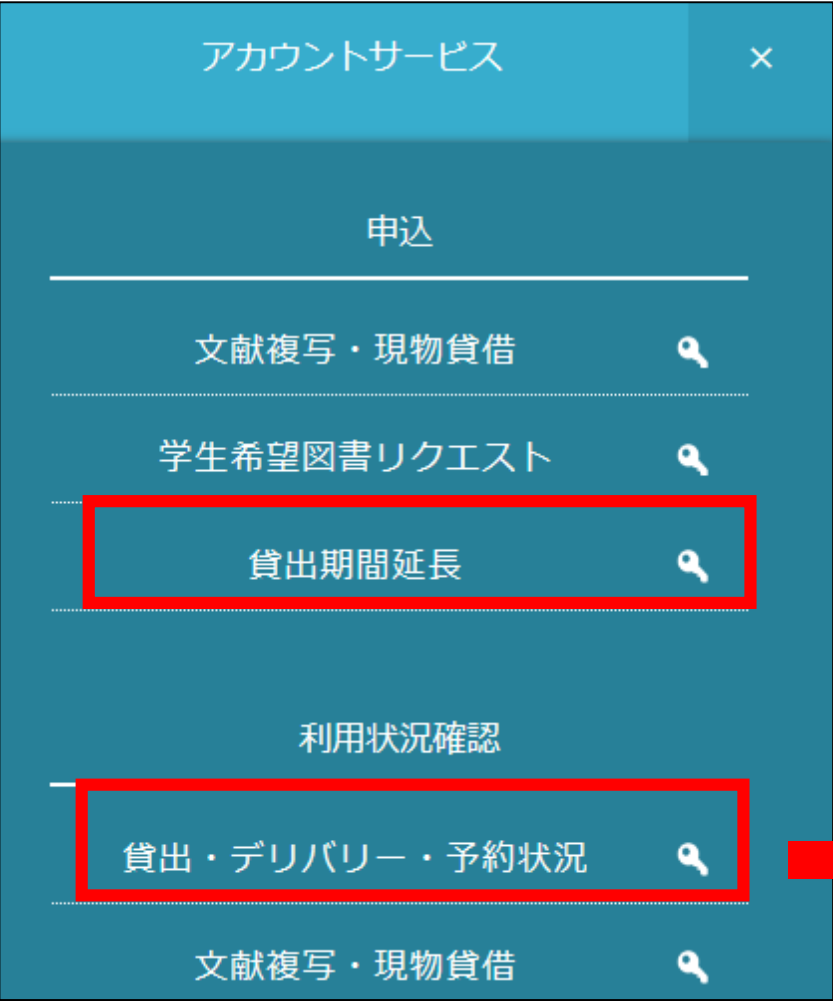 アカウントサービス ×
申込
文献複写・現物貸借
学生希望図書リクエスト
貸出期間延長
利用状況確認
貸出・デリバリー・予約状況
文献複写・現物貸借